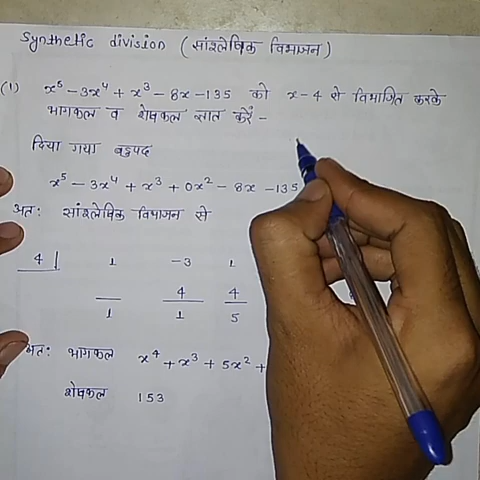 Synthetic division (सांश्लेषिक विभाजन)
(1) x⁵ - 3x⁴ + x³ - 8x - 135 को x - 4 से विभाजित करके
भागफल व शेषफल ज्ञात करें -
दिया गया बहुपद
x⁵ - 3x⁴ + x³ + 0x² - 8x - 135
अतः सांश्लेषिक विभाजन से
4 | 1 -3 1
4 4
1 1 5
अतः भागफल x⁴ + x³ + 5x² +
शेषफल 153